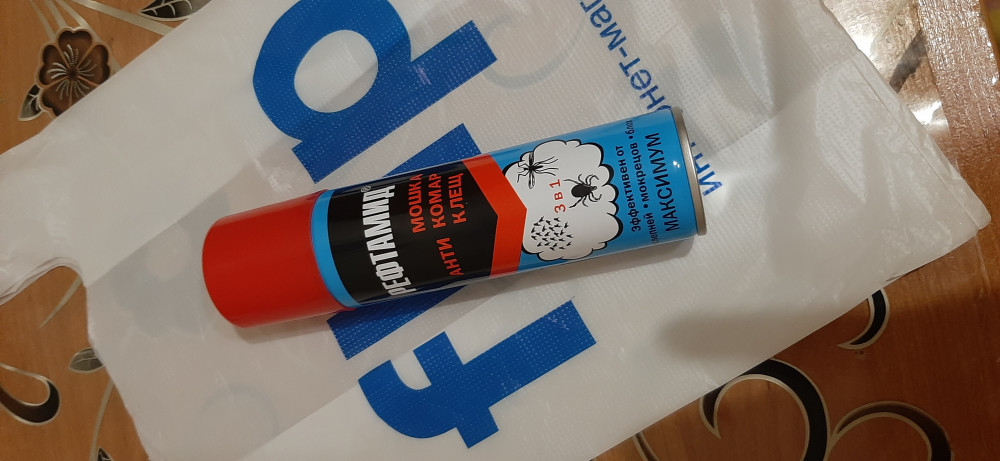 РЕФТАМИД®
МОШКА
АНТИ КОМАР
КЛЕЩ
3 В 1
Эффективен от
•мокрецов
МАКСИМУМ